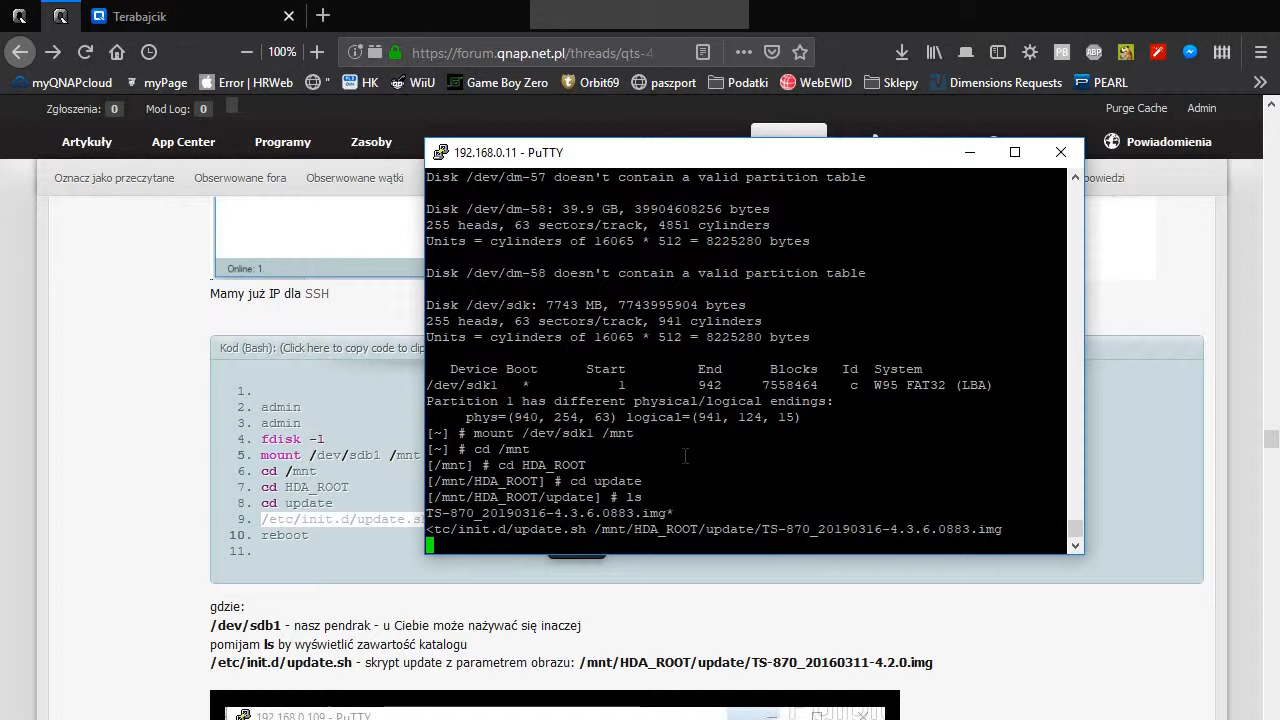 Terabajcik
100%
https://forum.qnap.net.pl/threads/qts-4
myQNAPcloud
myPage
Error | HRWeb
"
HK
WiiU
Game Boy Zero
Orbit69
paszport
Podatki
WebEWID
Sklepy
Dimensions Requests
PEARL
Zgłoszenia: 0 Mod Log: 0
Purge Cache Admin
Artykuły App Center Programy Zasoby
Powiadomienia
Oznacz jako przeczytane Obserwowane fora Obserwowane wątki
powiedzi
Online: 1.
Mamy już IP dla SSH
Kod (Bash): (Click here to copy code to clip
1.
2. admin
3. admin
4. fdisk -l
5. mount /dev/sdb1 /mnt
6. cd /mnt
7. cd HDA_ROOT
8. cd update
9. /etc/init.d/update.sh
10. reboot
11.
192.168.0.11 - PuTTY
Disk /dev/dm-57 doesn't contain a valid partition table
Disk /dev/dm-58: 39.9 GB, 39904608256 bytes
255 heads, 63 sectors/track, 4851 cylinders
Units = cylinders of 16065 * 512 = 8225280 bytes
Disk /dev/dm-58 doesn't contain a valid partition table
Disk /dev/sdk: 7743 MB, 7743995904 bytes
255 heads, 63 sectors/track, 941 cylinders
Units = cylinders of 16065 * 512 = 8225280 bytes
Device Boot Start End Blocks Id System
/dev/sdk1 * 1 942 7558464 c W95 FAT32 (LBA)
Partition 1 has different physical/logical endings:
phys=(940, 254, 63) logical=(941, 124, 15)
[~] # mount /dev/sdk1 /mnt
[~] # cd /mnt
[/mnt] # cd HDA_ROOT
[/mnt/HDA_ROOT] # cd update
[/mnt/HDA_ROOT/update] # ls
TS-870_20190316-4.3.6.0883.img*
<tc/init.d/update.sh /mnt/HDA_ROOT/update/TS-870_20190316-4.3.6.0883.img
gdzie:
/dev/sdb1 - nasz pendrak - u Ciebie może nażywać się inaczej
pomijam ls by wyświetlić zawartość katalogu
/etc/init.d/update.sh - skrypt update z parametrem obrazu: /mnt/HDA_ROOT/update/TS-870_20160311-4.2.0.img
192.168.0.109 - PuTTY